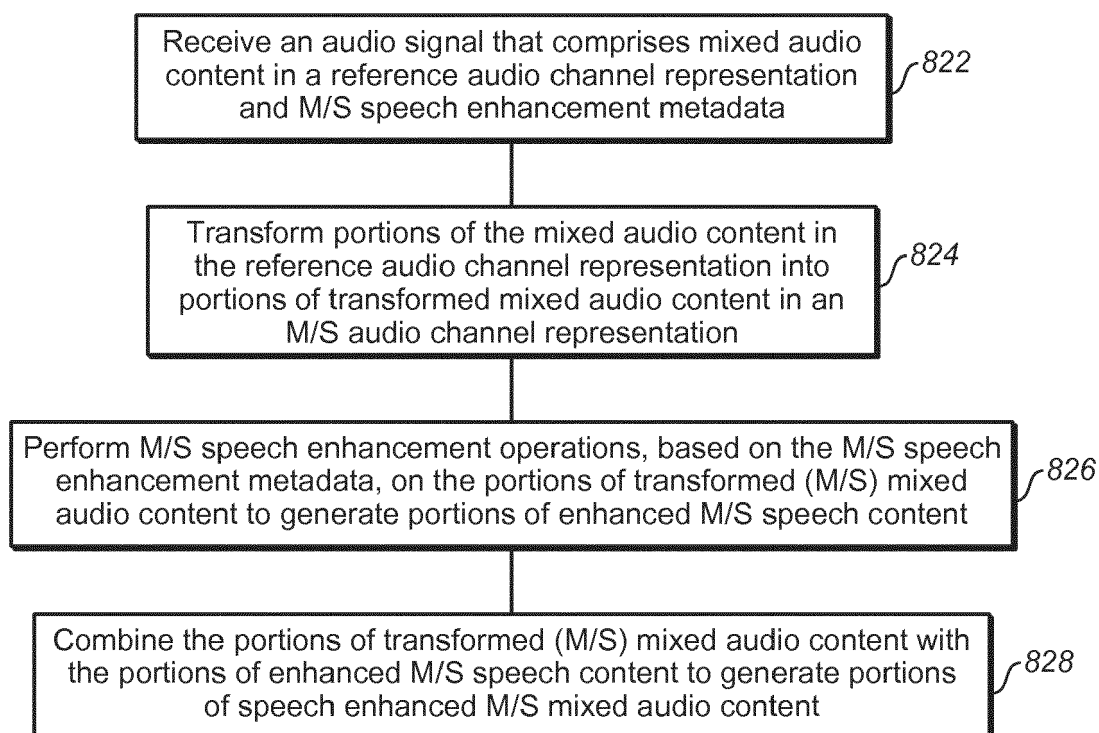 Receive an audio signal that comprises mixed audio
content in a reference audio channel representation
and M/S speech enhancement metadata
822
Transform portions of the mixed audio content in
the reference audio channel representation into
portions of transformed mixed audio content in an
M/S audio channel representation
824
Perform M/S speech enhancement operations, based on the M/S speech
enhancement metadata, on the portions of transformed (M/S) mixed
audio content to generate portions of enhanced M/S speech content
826
Combine the portions of transformed (M/S) mixed audio content with
the portions of enhanced M/S speech content to generate portions
of speech enhanced M/S mixed audio content
828